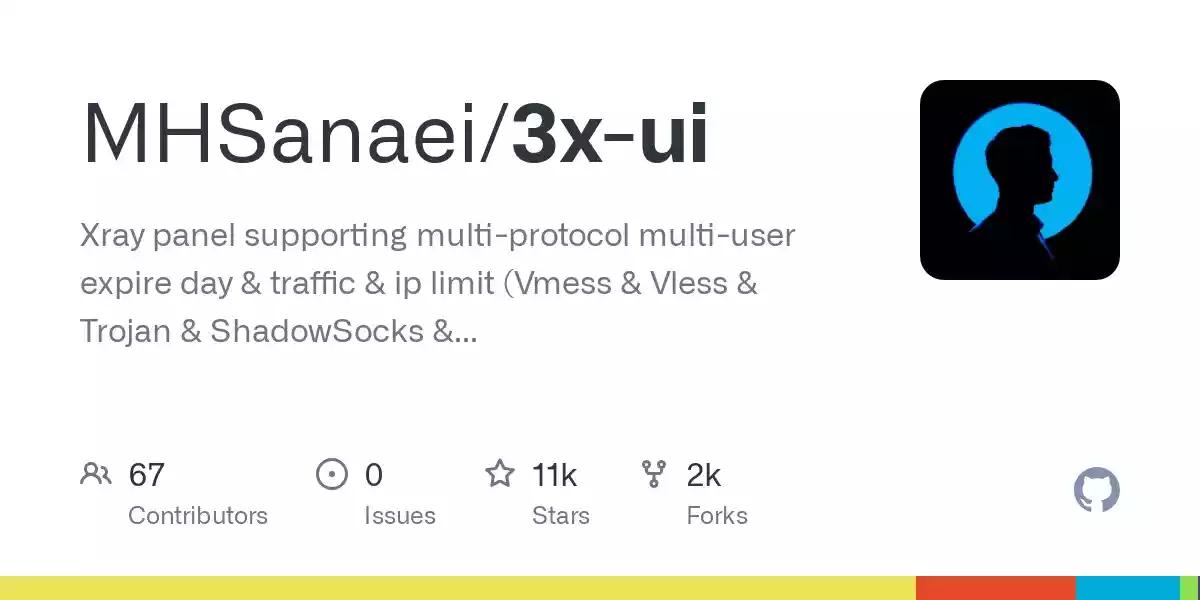 MHSanaei/3x-ui
Xray panel supporting multi-protocol multi-user
expire day & traffic & ip limit (Vmess & Vless &
Trojan & ShadowSocks &...
67
Contributors
0
Issues
11k
Stars
2k
Forks